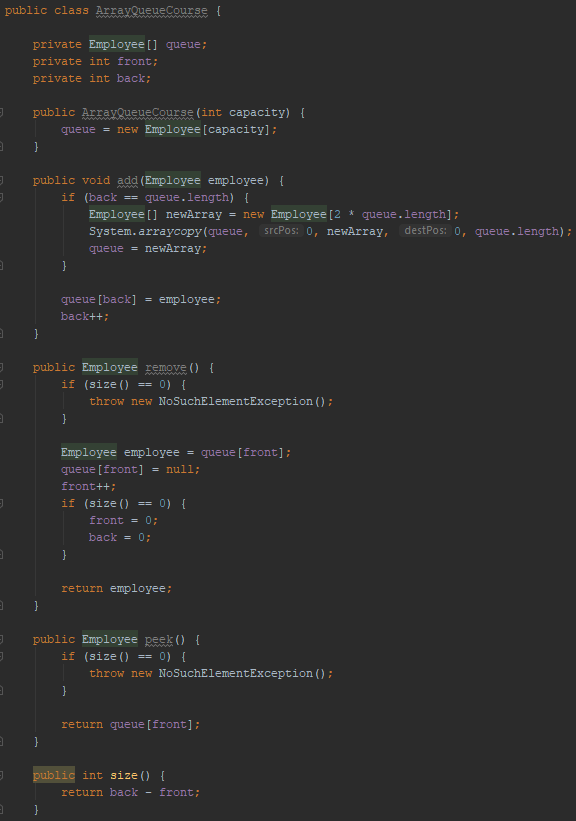 public class ArrayQueueCourse {
private Employee[] queue;
private int front;
private int back;
public ArrayQueueCourse(int capacity) {
queue = new Employee[capacity];
}
public void add(Employee employee) {
if (back == queue.length) {
Employee[] newArray = new Employee[2 * queue.length];
System.arraycopy(queue, srcPos: 0, newArray, destPos: 0, queue.length);
queue = newArray;
}
queue[back] = employee;
back++;
}
public Employee remove() {
if (size() == 0) {
throw new NoSuchElementException();
}
Employee employee = queue[front];
queue[front] = null;
front++;
if (size() == 0) {
front = 0;
back = 0;
}
return employee;
}
public Employee peek() {
if (size() == 0) {
throw new NoSuchElementException();
}
return queue[front];
}
public int size() {
return back - front;
}